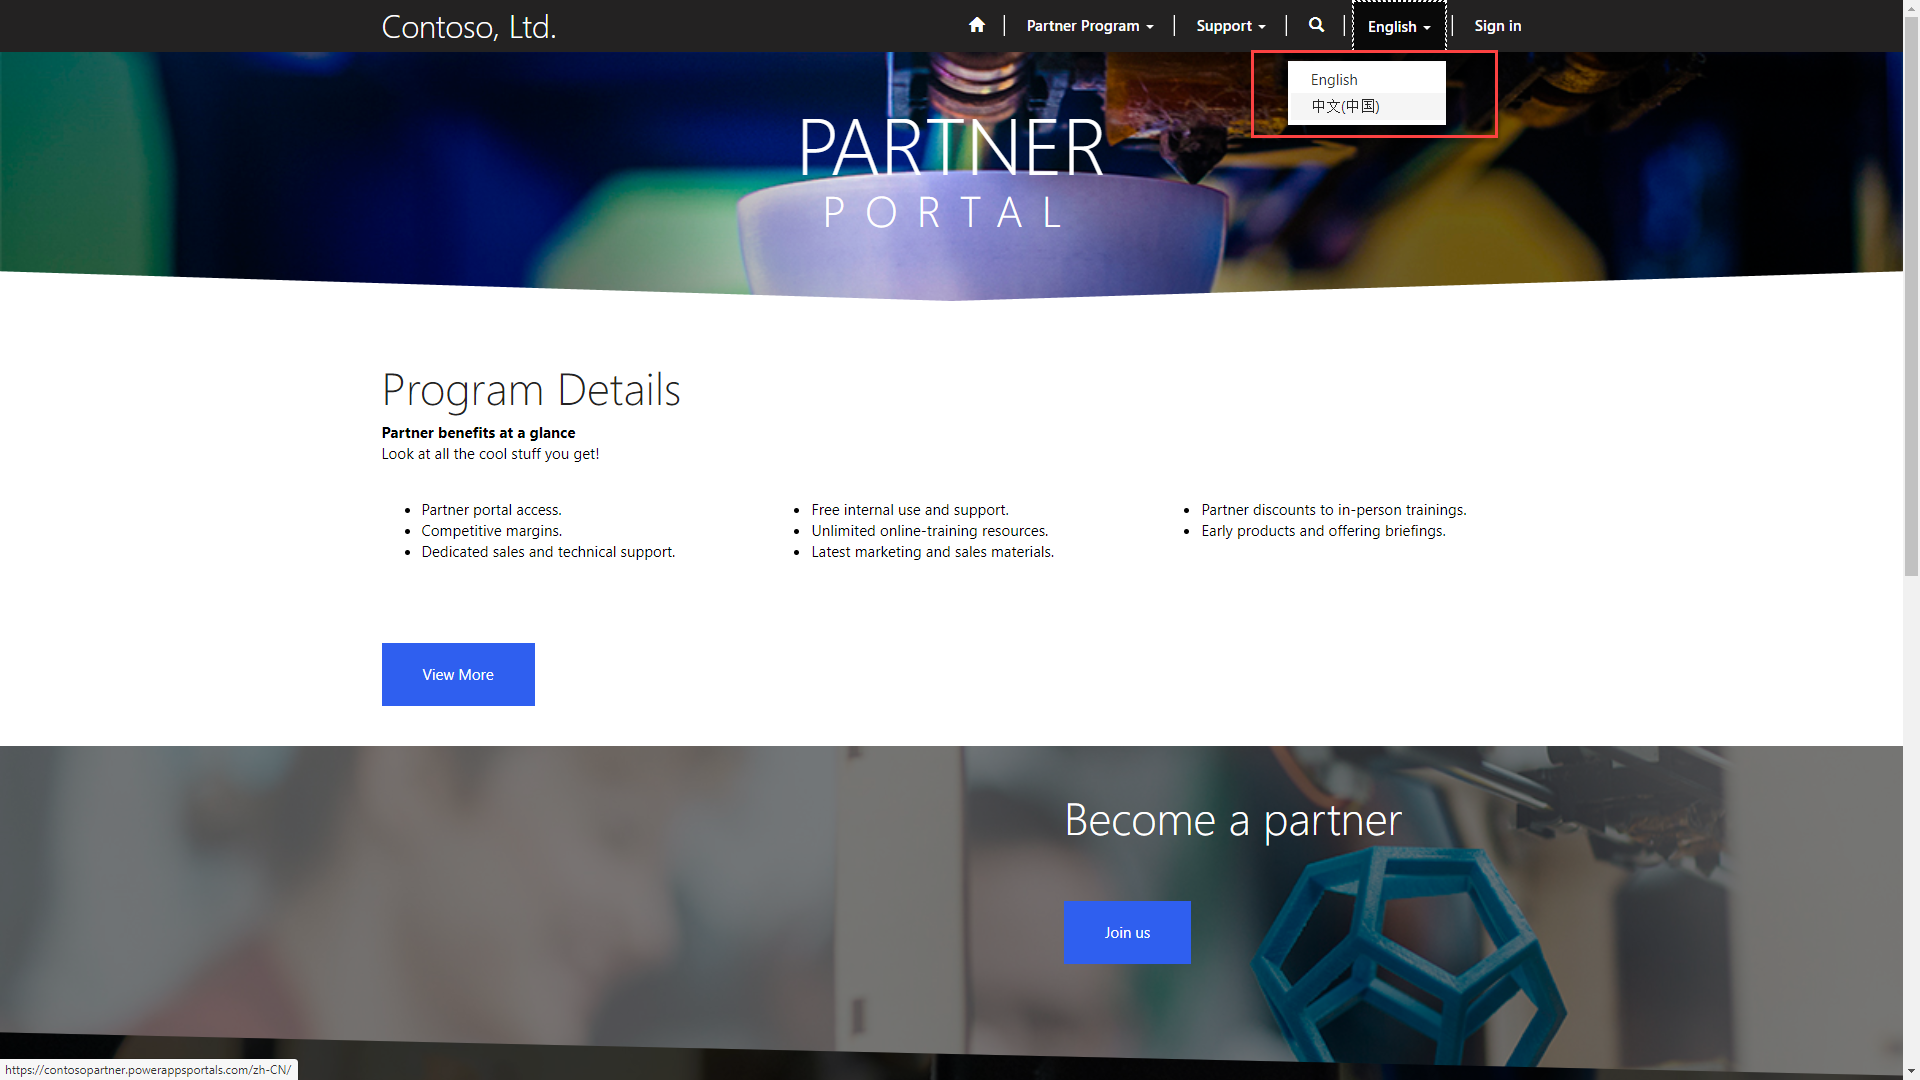 Contoso, Ltd.
Partner Program
Support
English
Sign in
English
中文(中国)
PARTNER
PORTAL
Program Details
Partner benefits at a glance
Look at all the cool stuff you get!
Partner portal access.
Competitive margins.
Dedicated sales and technical support.
Free internal use and support.
Unlimited online-training resources.
Latest marketing and sales materials.
Partner discounts to in-person trainings.
Early products and offering briefings.
View More
Become a partner
Join us
https://contosopartner.powerappsportals.com/zh-CN/